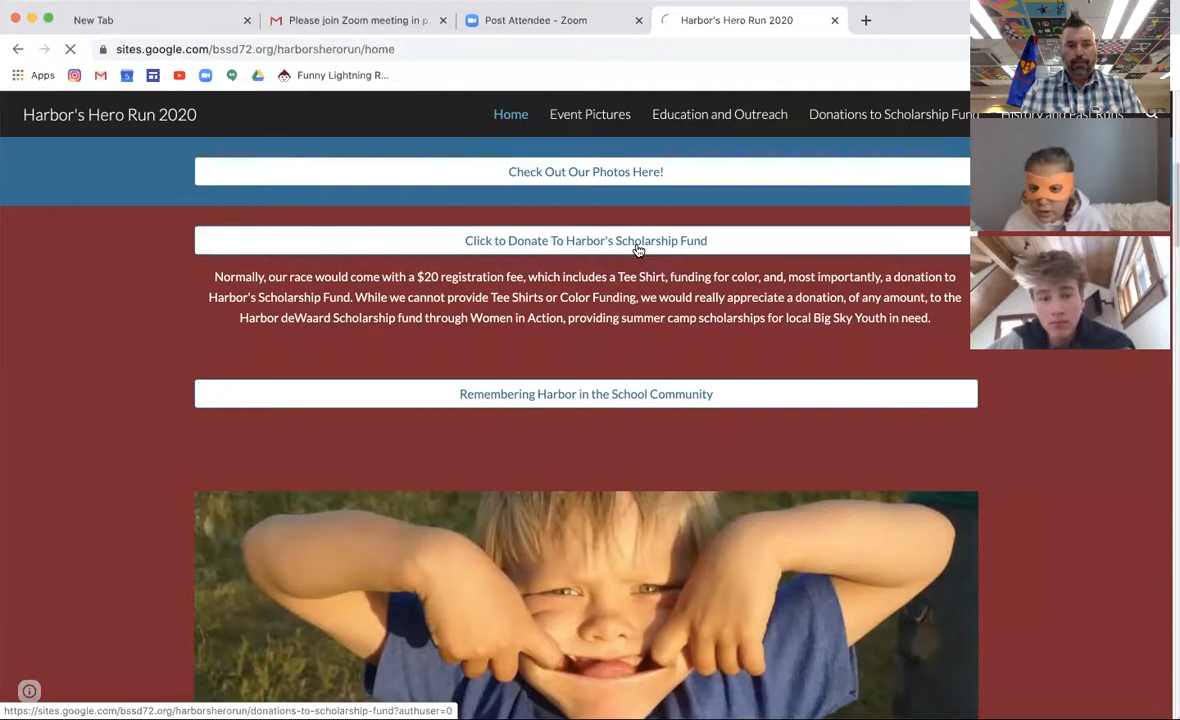 New Tab
Please join Zoom meeting in p
Post Attendee - Zoom
Harbor's Hero Run 2020
sites.google.com/bssd72.org/harborsherorun/home
Apps
Funny Lightning R...
Harbor's Hero Run 2020
Home
Event Pictures
Education and Outreach
Donations to Scholarship Fund
History and Past Runs
Check Out Our Photos Here!
Click to Donate To Harbor's Scholarship Fund
Normally, our race would come with a $20 registration fee, which includes a Tee Shirt, funding for color, and, most importantly, a donation to
Harbor's Scholarship Fund. While we cannot provide Tee Shirts or Color Funding, we would really appreciate a donation, of any amount, to the
Harbor deWaard Scholarship fund through Women in Action, providing summer camp scholarships for local Big Sky Youth in need.
Remembering Harbor in the School Community
https://sites.google.com/bssd72.org/harborsherorun/donations-to-scholarship-fund?authuser=0